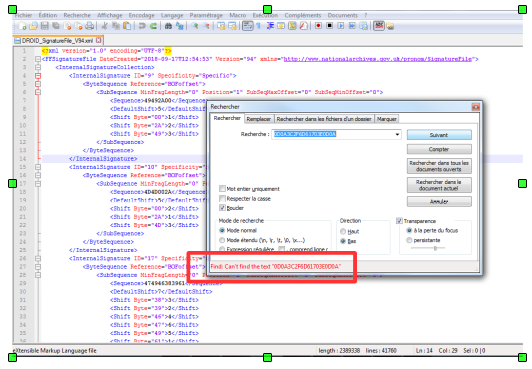 Fichier Édition Recherche Affichage Encodage Langage Paramétrage Macro Exécution Compléments Documents ?
DROID_SignatureFile_V94.xml
1 <?xml version="1.0" encoding="UTF-8"?>
2 <FFSignatureFile DateCreated="2018-09-17T12:54:53" Version="94" xmlns="http://www.nationalarchives.gov.uk/pronom/SignatureFile">
3 <InternalSignatureCollection>
4 <InternalSignature ID="9" Specificity="Specific">
5 <ByteSequence Reference="BOFoffset">
6 <SubSequence MinFragLength="0" Position="1" SubSeqMaxOffset="0" SubSeqMinOffset="0">
7 <Sequence>49492A00</Sequence>
8 <DefaultShift>5</DefaultShift>
9 <Shift Byte="00">1</Shift>
10 <Shift Byte="2A">2</Shift>
11 <Shift Byte="49">3</Shift>
12 </SubSequence>
13 </ByteSequence>
14 </InternalSignature>
15 <InternalSignature ID="10" Specificity=
16 <ByteSequence Reference="BOFoffset">
17 <SubSequence MinFragLength="0"
18 <Sequence>4D4D002A</Sequence>
19 <DefaultShift>5</DefaultShift>
20 <Shift Byte="00">2</Shift>
21 <Shift Byte="2A">1</Shift>
22 <Shift Byte="4D">3</Shift>
23 </SubSequence>
24 </ByteSequence>
25 </InternalSignature>
26 <InternalSignature ID="17"
27 <ByteSequence Reference="BOFoffset">
28 <SubSequence MinFragLength="0"
29 <Sequence>474946383961</Sequence>
30 <DefaultShift>7</DefaultShift>
31 <Shift Byte="38">3</Shift>
32 <Shift Byte="39">2</Shift>
33 <Shift Byte="46">4</Shift>
34 <Shift Byte="47">6</Shift>
35 <Shift Byte="49">5</Shift>
36 <Shift Byte="61">1</Shift>
Rechercher
Rechercher Remplacer Rechercher dans les fichiers d'un dossier Marquer
Recherche : 0D0A3C2F6D61703E0D0A
Suivant
Compter
Rechercher dans tous les documents ouverts
Rechercher dans le document actuel
Annuler
Mot entier uniquement
Respecter la casse
Boucler
Mode de recherche
Mode normal
Mode étendu (\n, \r, \t, \0, \x...)
Expression régulière
Direction
Haut
Bas
Transparence
À la perte du focus
persistante
Find: Can't find the text "0D0A3C2F6D61703E0D0A"
eXtensible Markup Language file length : 2389338 lines : 41760 Ln : 14 Col : 29 Sel : 0 | 0